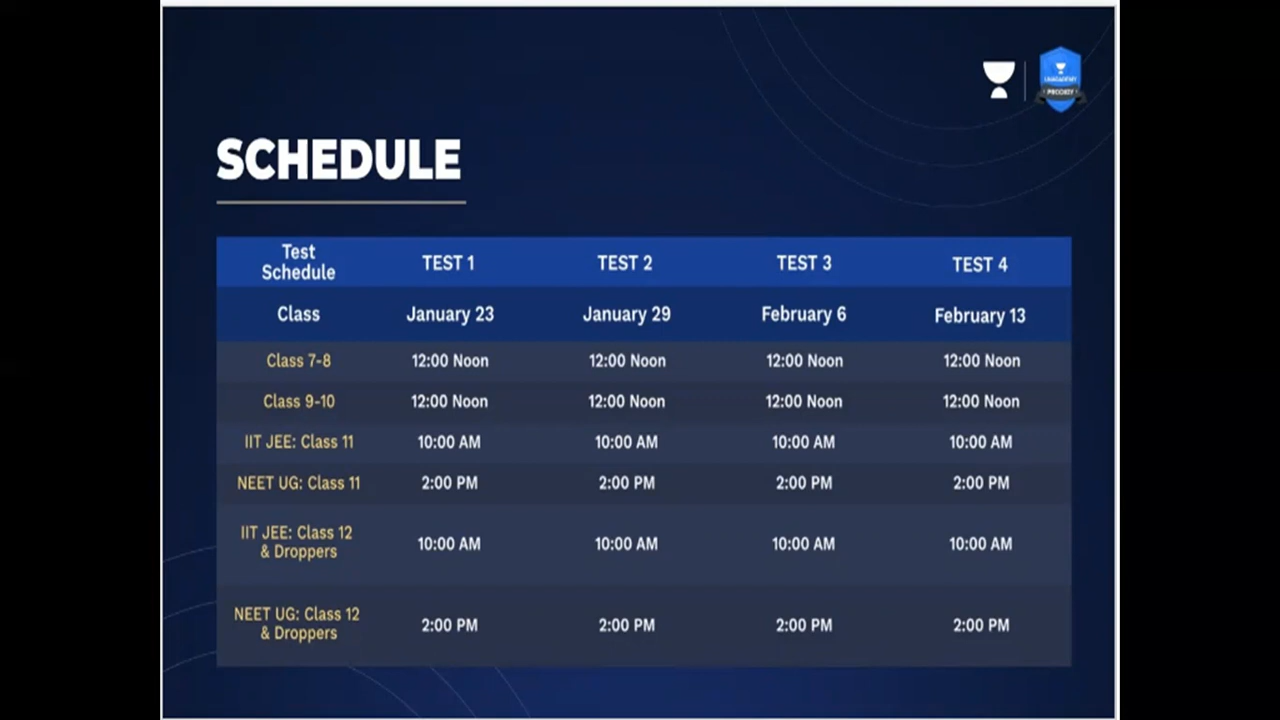 UNACADEMY
PRODIGY
SCHEDULE
Test
Schedule
TEST 1
TEST 2
TEST 3
TEST 4
Class
January 23
January 29
February 6
February 13
Class 7-8
12:00 Noon
12:00 Noon
12:00 Noon
12:00 Noon
Class 9-10
12:00 Noon
12:00 Noon
12:00 Noon
12:00 Noon
IIT JEE: Class 11
10:00 AM
10:00 AM
10:00 AM
10:00 AM
NEET UG: Class 11
2:00 PM
2:00 PM
2:00 PM
2:00 PM
IIT JEE: Class 12
& Droppers
10:00 AM
10:00 AM
10:00 AM
10:00 AM
NEET UG: Class 12
& Droppers
2:00 PM
2:00 PM
2:00 PM
2:00 PM